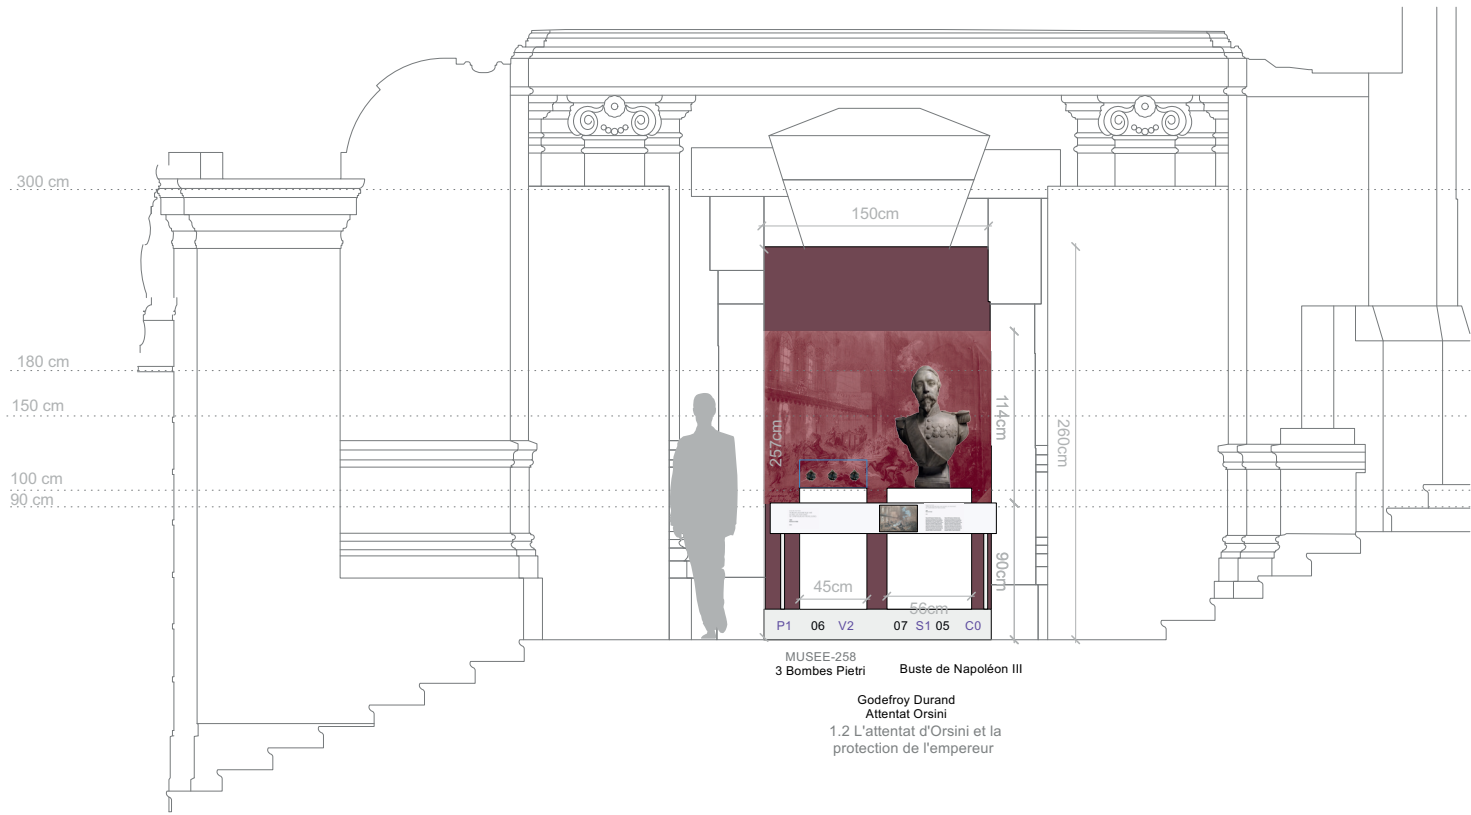 300 cm
150cm
180 cm
150 cm
114cm
257cm
260cm
100 cm
90 cm
90cm
45cm
56cm
P1 06 V2 07 S1 05 C0
MUSEE-258
3 Bombes Pietri
Buste de Napoléon III
Godefroy Durand
Attentat Orsini
1.2 L'attentat d'Orsini et la
protection de l'empereur